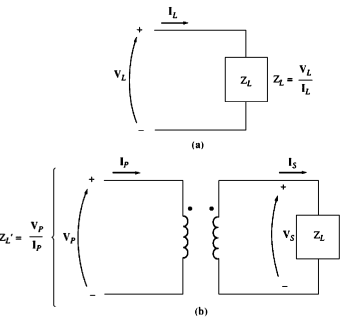 I_L
+
V_L
Z_L
Z_L = V_L / I_L
−
(a)
I_P
I_S
+
+
Z_L' = V_P / I_P
V_P
V_S
Z_L
−
−
(b)